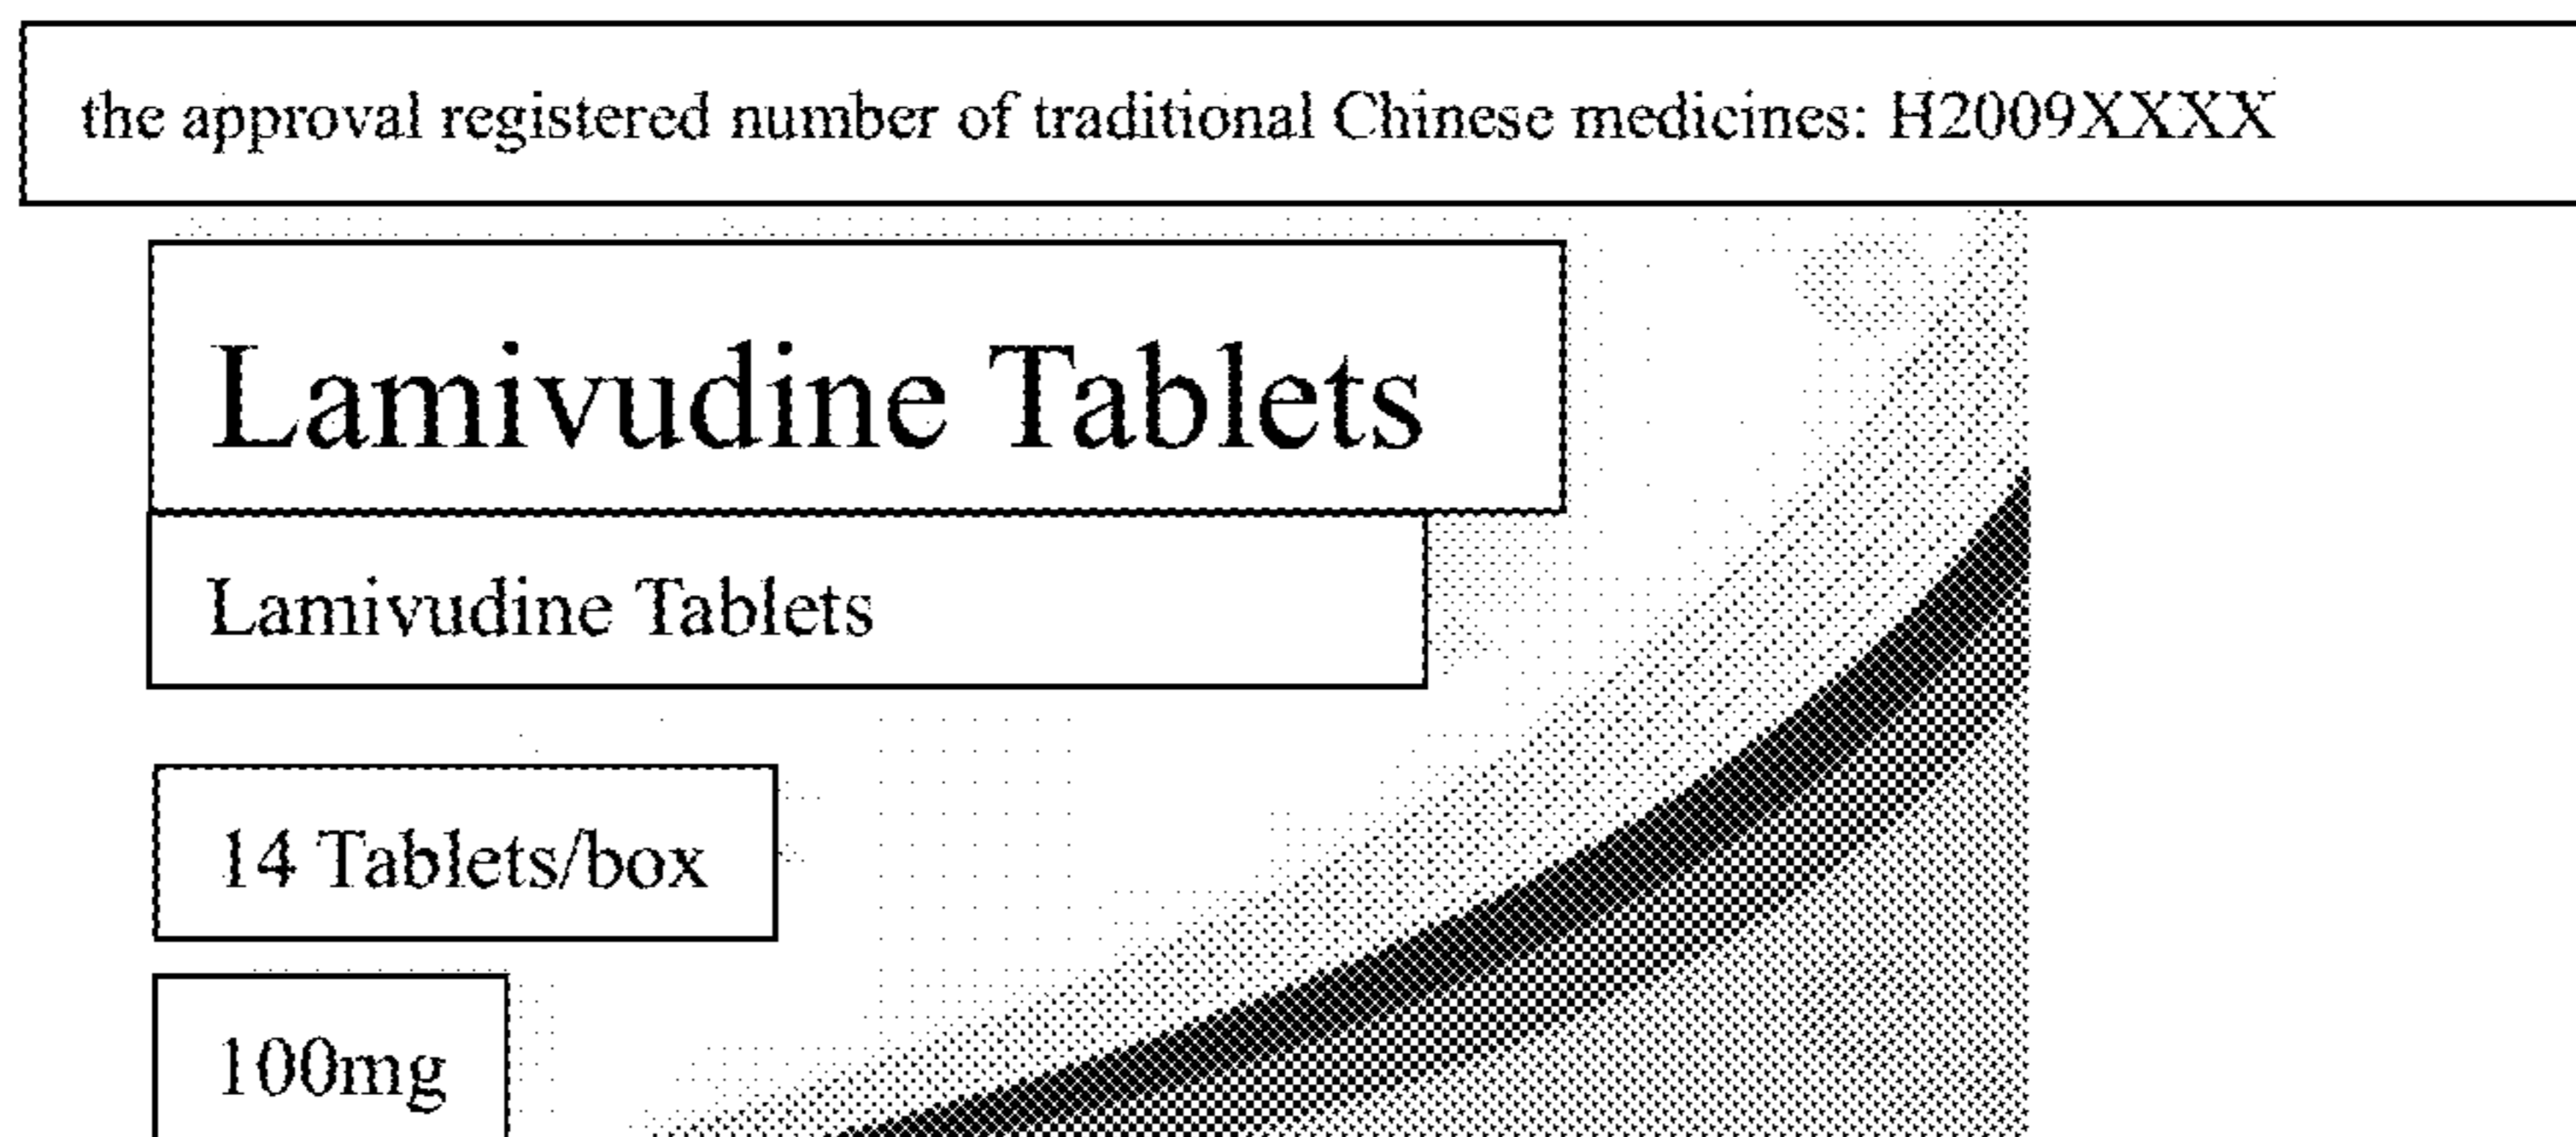 the approval registered number of traditional Chinese medicines: H2009XXXX
Lamivudine Tablets
Lamivudine Tablets
14 Tablets/box
100mg